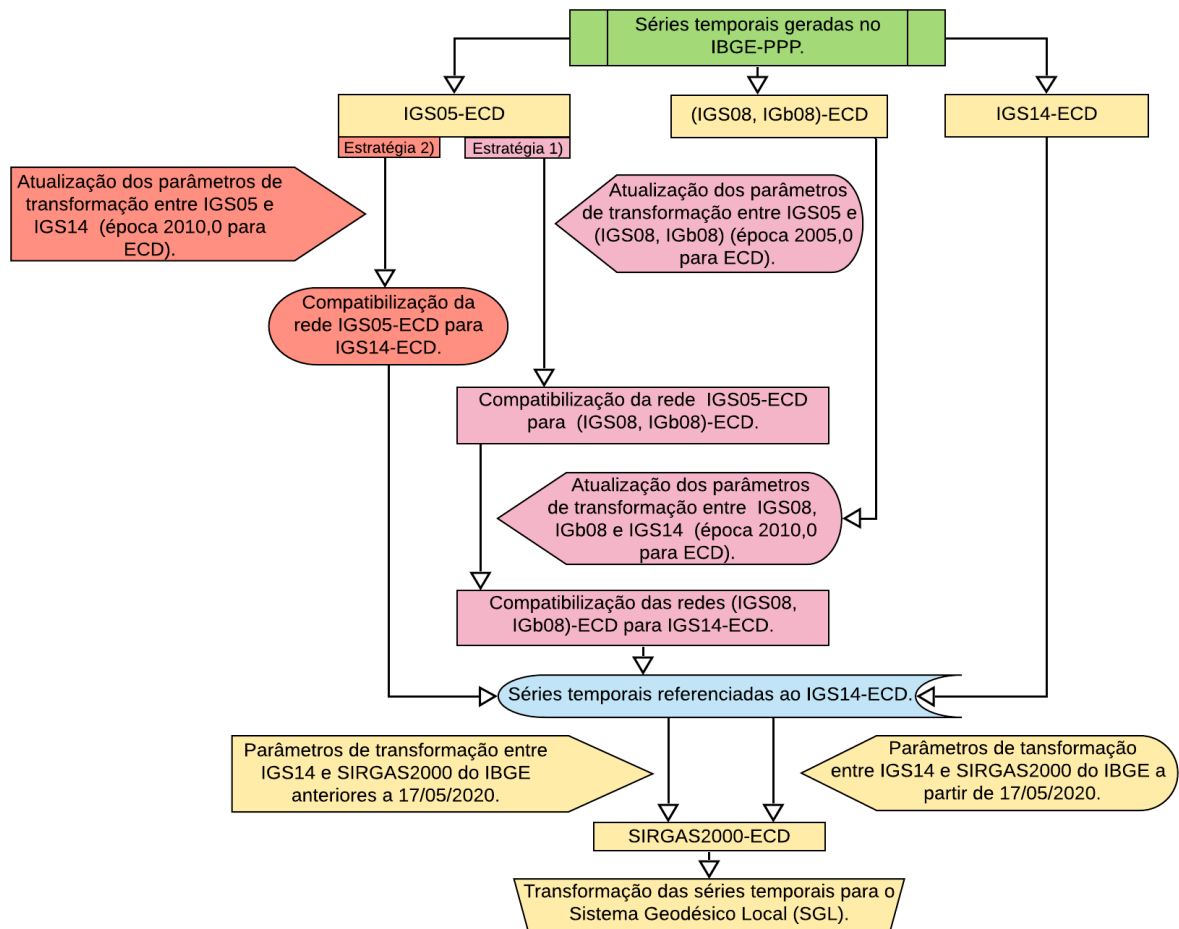 Séries temporais geradas no
IBGE-PPP.
IGS05-ECD
(IGS08, IGb08)-ECD
IGS14-ECD
Estratégia 2)
Estratégia 1)
Atualização dos parâmetros de
transformação entre IGS05 e
IGS14 (época 2010,0 para
ECD).
Atualização dos parâmetros
de transformação entre IGS05 e
(IGS08, IGb08) (época 2005,0
para ECD).
Compatibilização da
rede IGS05-ECD para
IGS14-ECD.
Compatibilização da rede IGS05-ECD
para (IGS08, IGb08)-ECD.
Atualização dos parâmetros
de transformação entre IGS08,
IGb08 e IGS14 (época 2010,0
para ECD).
Compatibilização das redes (IGS08,
IGb08)-ECD para IGS14-ECD.
Séries temporais referenciadas ao IGS14-ECD.
Parâmetros de transformação entre
IGS14 e SIRGAS2000 do IBGE
anteriores a 17/05/2020.
Parâmetros de tansformação
entre IGS14 e SIRGAS2000 do IBGE a
partir de 17/05/2020.
SIRGAS2000-ECD
Transformação das séries temporais para o
Sistema Geodésico Local (SGL).